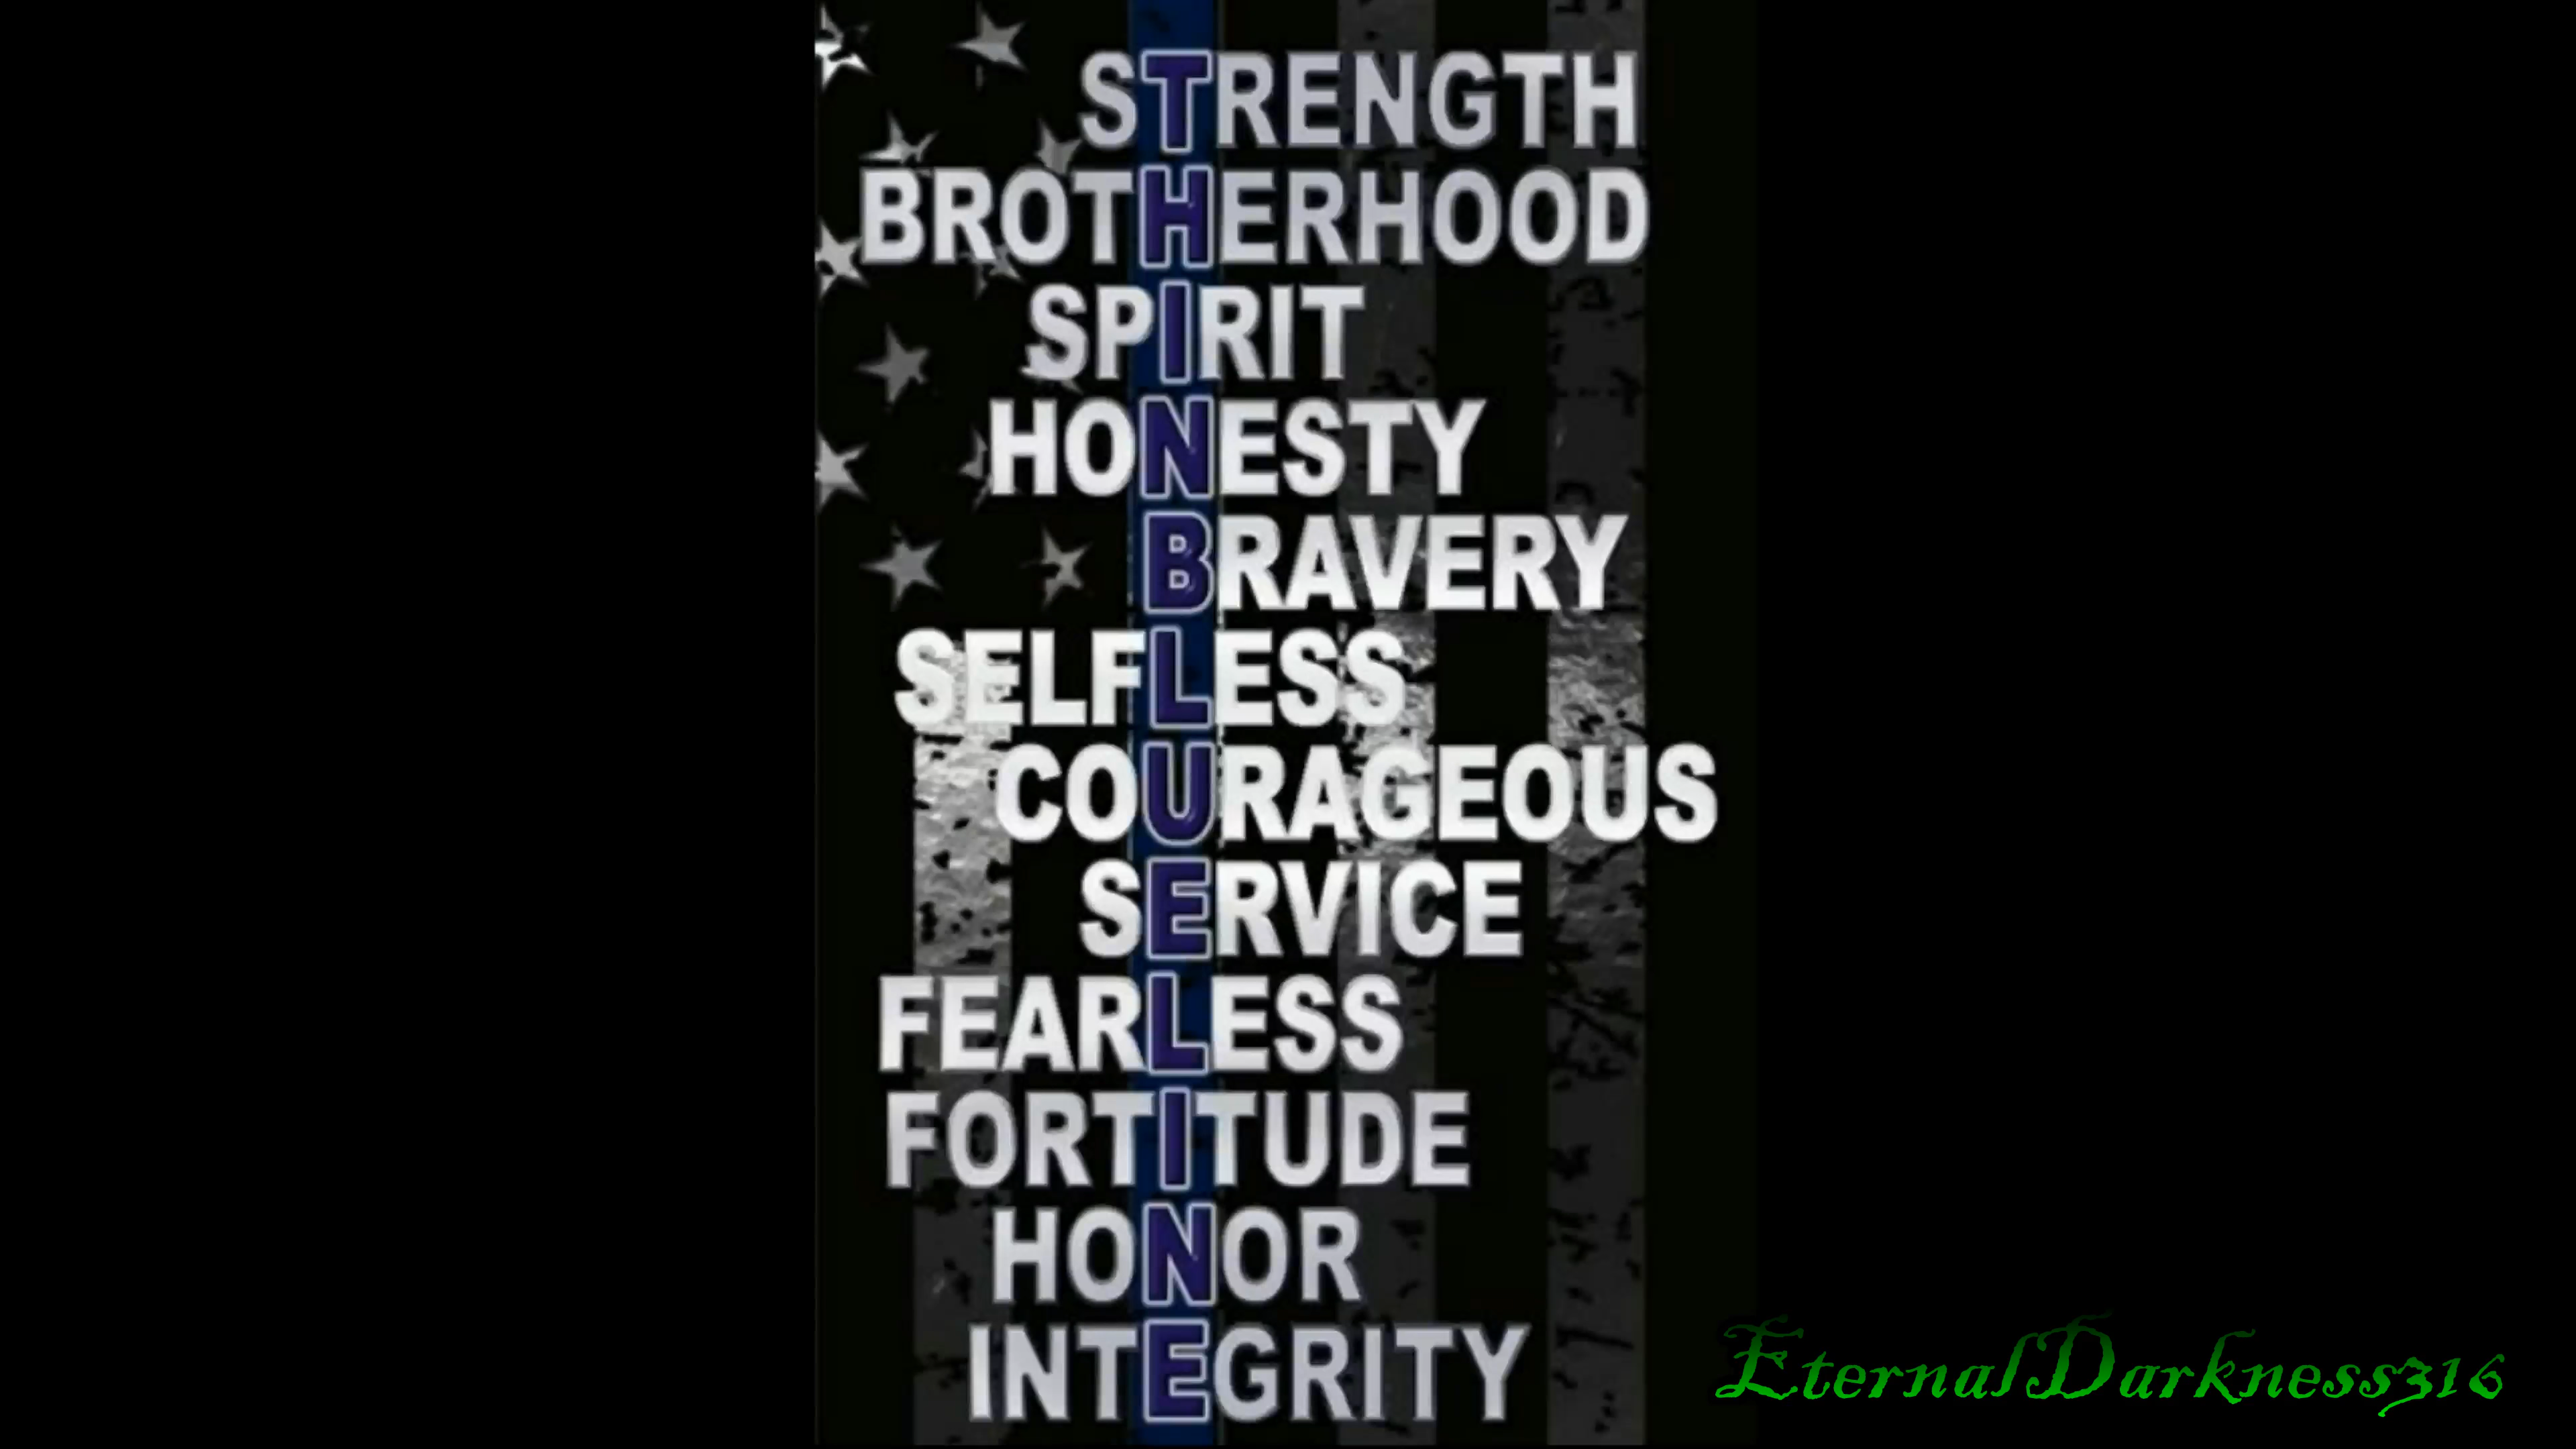 STRENGTH
BROTHERHOOD
SPIRIT
HONESTY
BRAVERY
SELFLESS
COURAGEOUS
SERVICE
FEARLESS
FORTITUDE
HONOR
INTEGRITY
EternalDarkness316